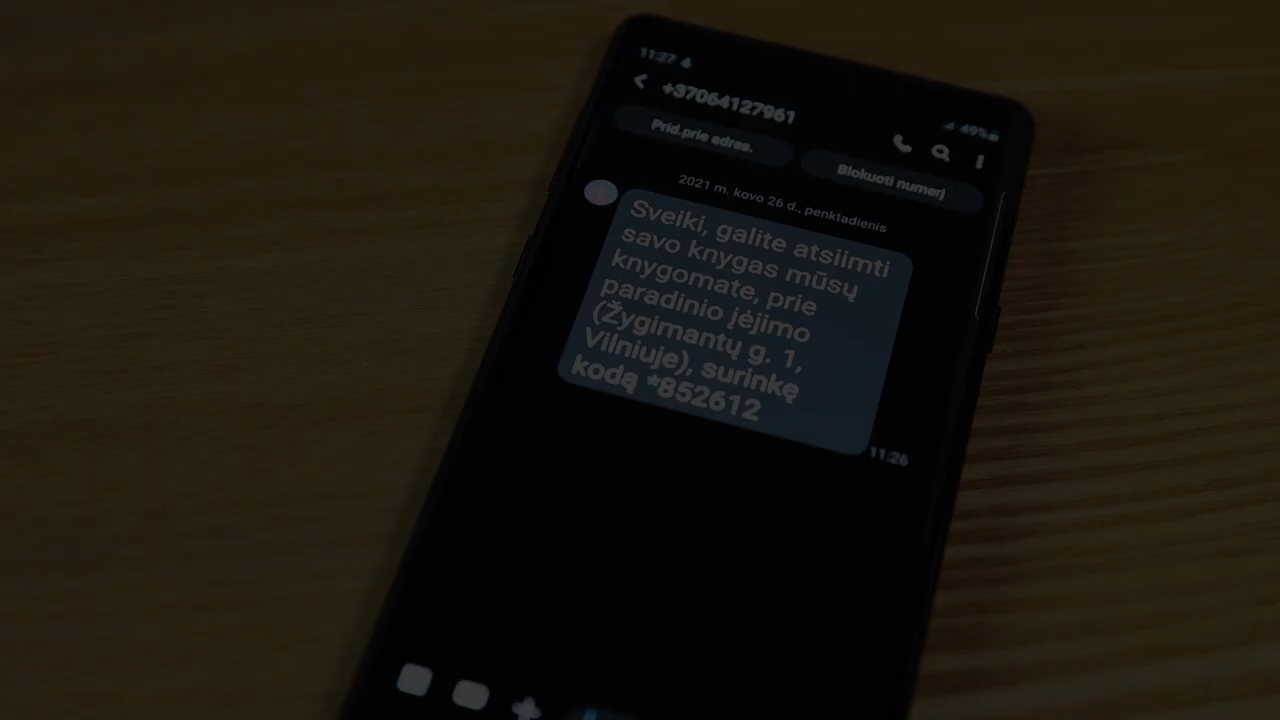 11:27
+37064127961
49%
Prid.prie adres.
Blokuoti numerį
2021 m. kovo 26 d., penktadienis
Sveiki, galite atsiimti
savo knygas mūsų
knygomate, prie
paradinio įėjimo
(Žygimantų g. 1,
Vilniuje), surinkę
kodą *852612
11:26